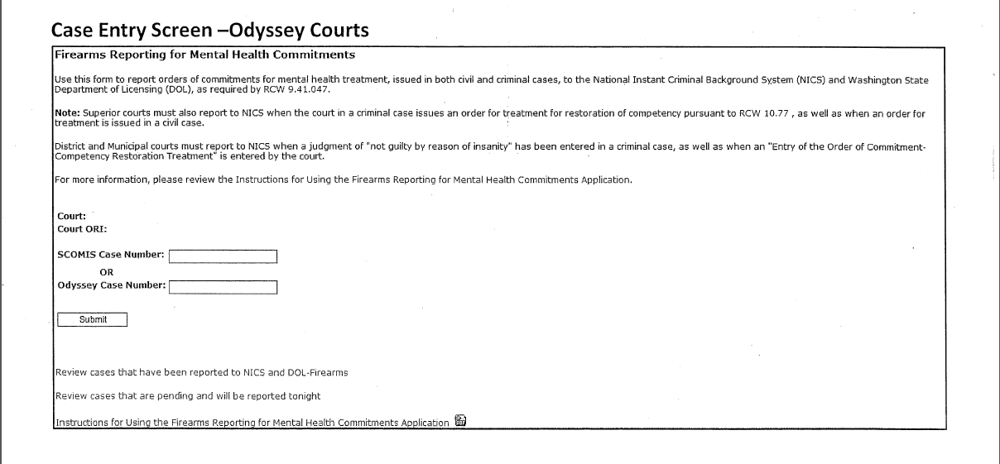 Case Entry Screen –Odyssey Courts
Firearms Reporting for Mental Health Commitments
Use this form to report orders of commitments for mental health treatment, issued in both civil and criminal cases, to the National Instant Criminal Background System (NICS) and Washington State
Department of Licensing (DOL), as required by RCW 9.41.047.
Note: Superior courts must also report to NICS when the court in a criminal case issues an order for treatment for restoration of competency pursuant to RCW 10.77 , as well as when an order for
treatment is issued in a civil case.
District and Municipal courts must report to NICS when a judgment of "not guilty by reason of insanity" has been entered in a criminal case, as well as when an "Entry of the Order of Commitment-
Competency Restoration Treatment" is entered by the court.
For more information, please review the Instructions for Using the Firearms Reporting for Mental Health Commitments Application.
Court:
Court ORI:
SCOMIS Case Number:
OR
Odyssey Case Number:
Submit
Review cases that have been reported to NICS and DOL-Firearms
Review cases that are pending and will be reported tonight
Instructions for Using the Firearms Reporting for Mental Health Commitments Application